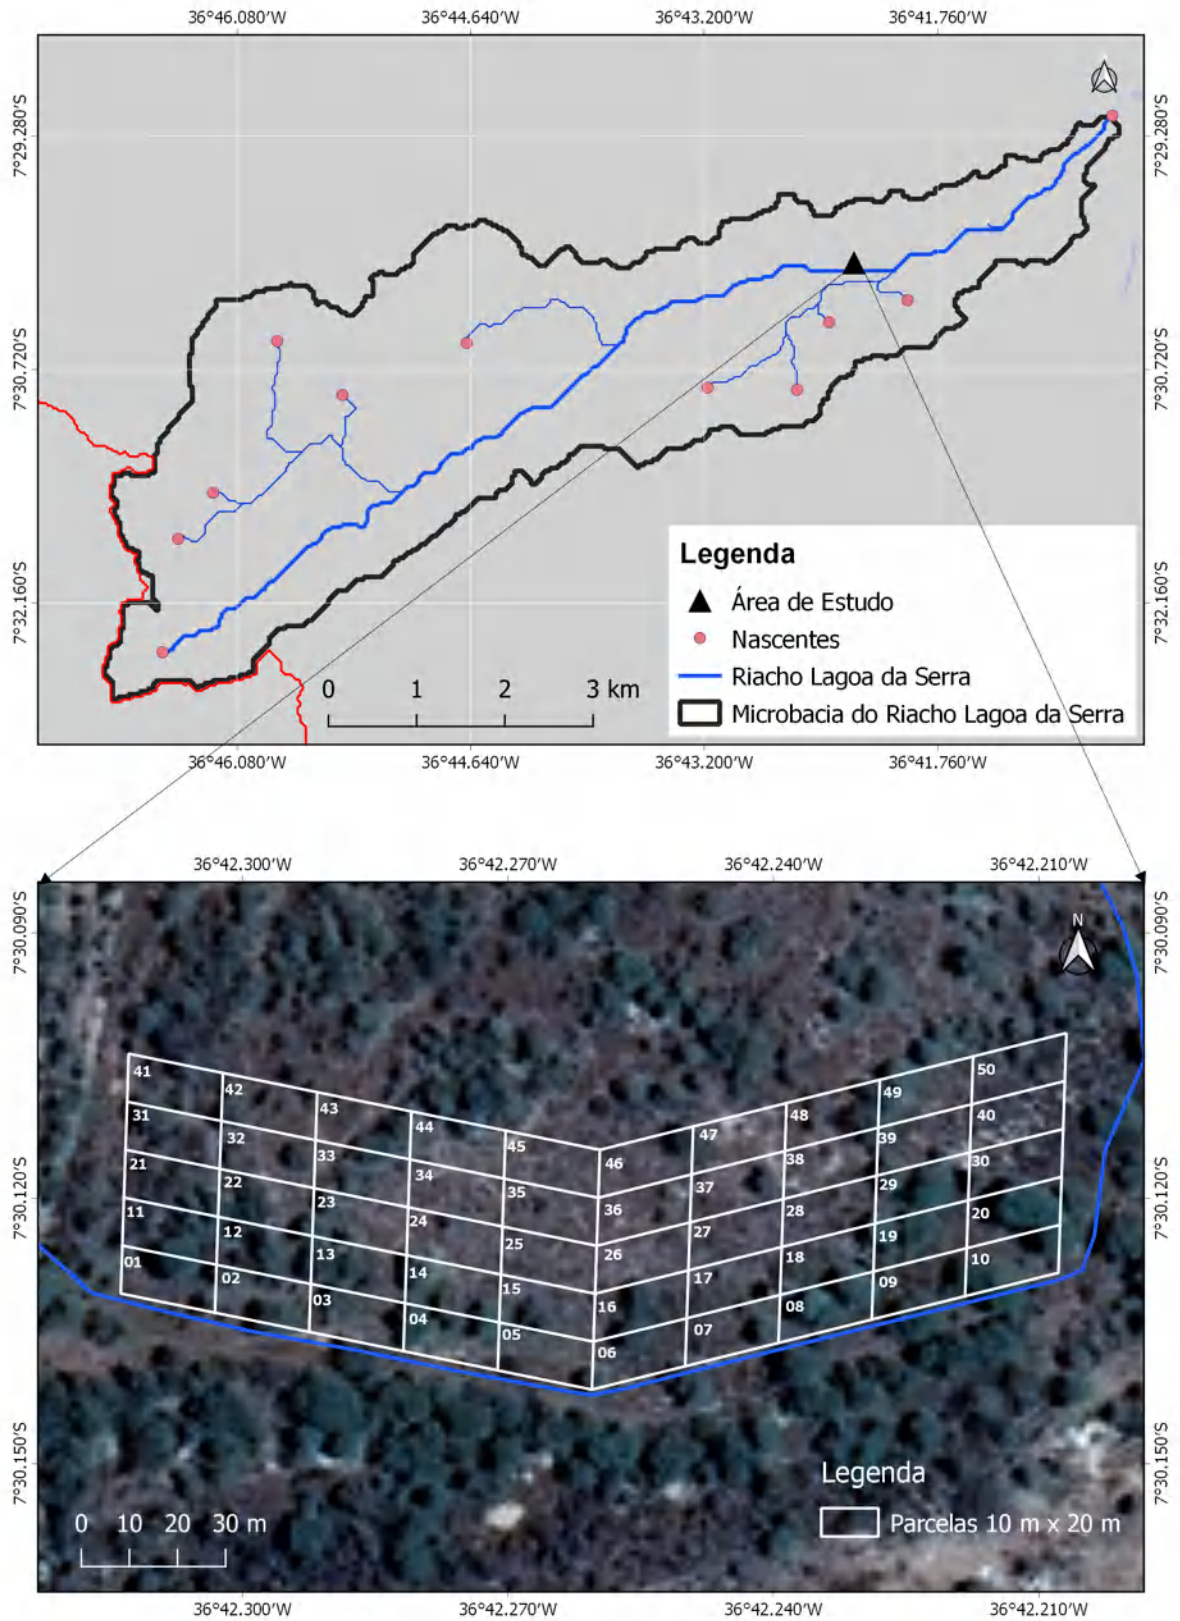 36°46.080′W 36°44.640′W 36°43.200′W 36°41.760′W
7°29.280′S 7°29.280′S
7°30.720′S 7°30.720′S
7°32.160′S 7°32.160′S
Legenda
Área de Estudo
Nascentes
Riacho Lagoa da Serra
Microbacia do Riacho Lagoa da Serra
0 1 2 3 km
36°46.080′W 36°44.640′W 36°43.200′W 36°41.760′W
36°42.300′W 36°42.270′W 36°42.240′W 36°42.210′W
7°30.090′S 7°30.090′S
N
41 42 43 44 45 46 47 48 49 50
31 32 33 34 35 36 37 38 39 40
21 22 23 24 25 26 27 28 29 30
11 12 13 14 15 16 17 18 19 20
01 02 03 04 05 06 07 08 09 10
7°30.120′S 7°30.120′S
7°30.150′S 7°30.150′S
Legenda
Parcelas 10 m x 20 m
0 10 20 30 m
36°42.300′W 36°42.270′W 36°42.240′W 36°42.210′W